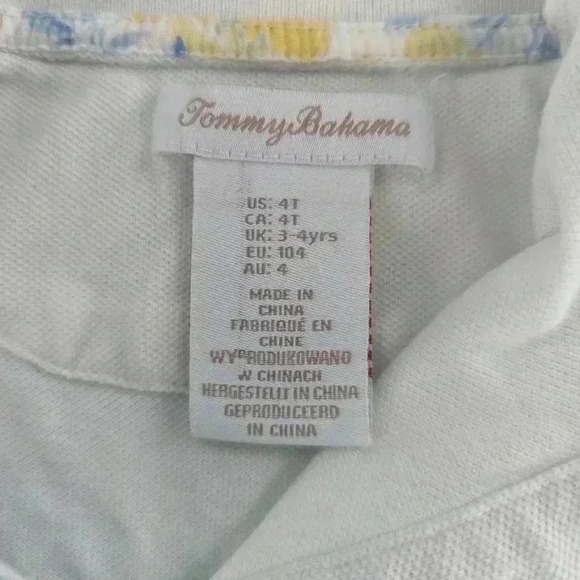 Tommy Bahama
US: 4T
CA: 4T
UK: 3-4yrs
EU: 104
AU: 4
MADE IN
CHINA
FABRIQUÉ EN
CHINE
WYPRODUKOWANO
W CHINACH
HERGESTELLT IN CHINA
GEPRODUCEERD
IN CHINA